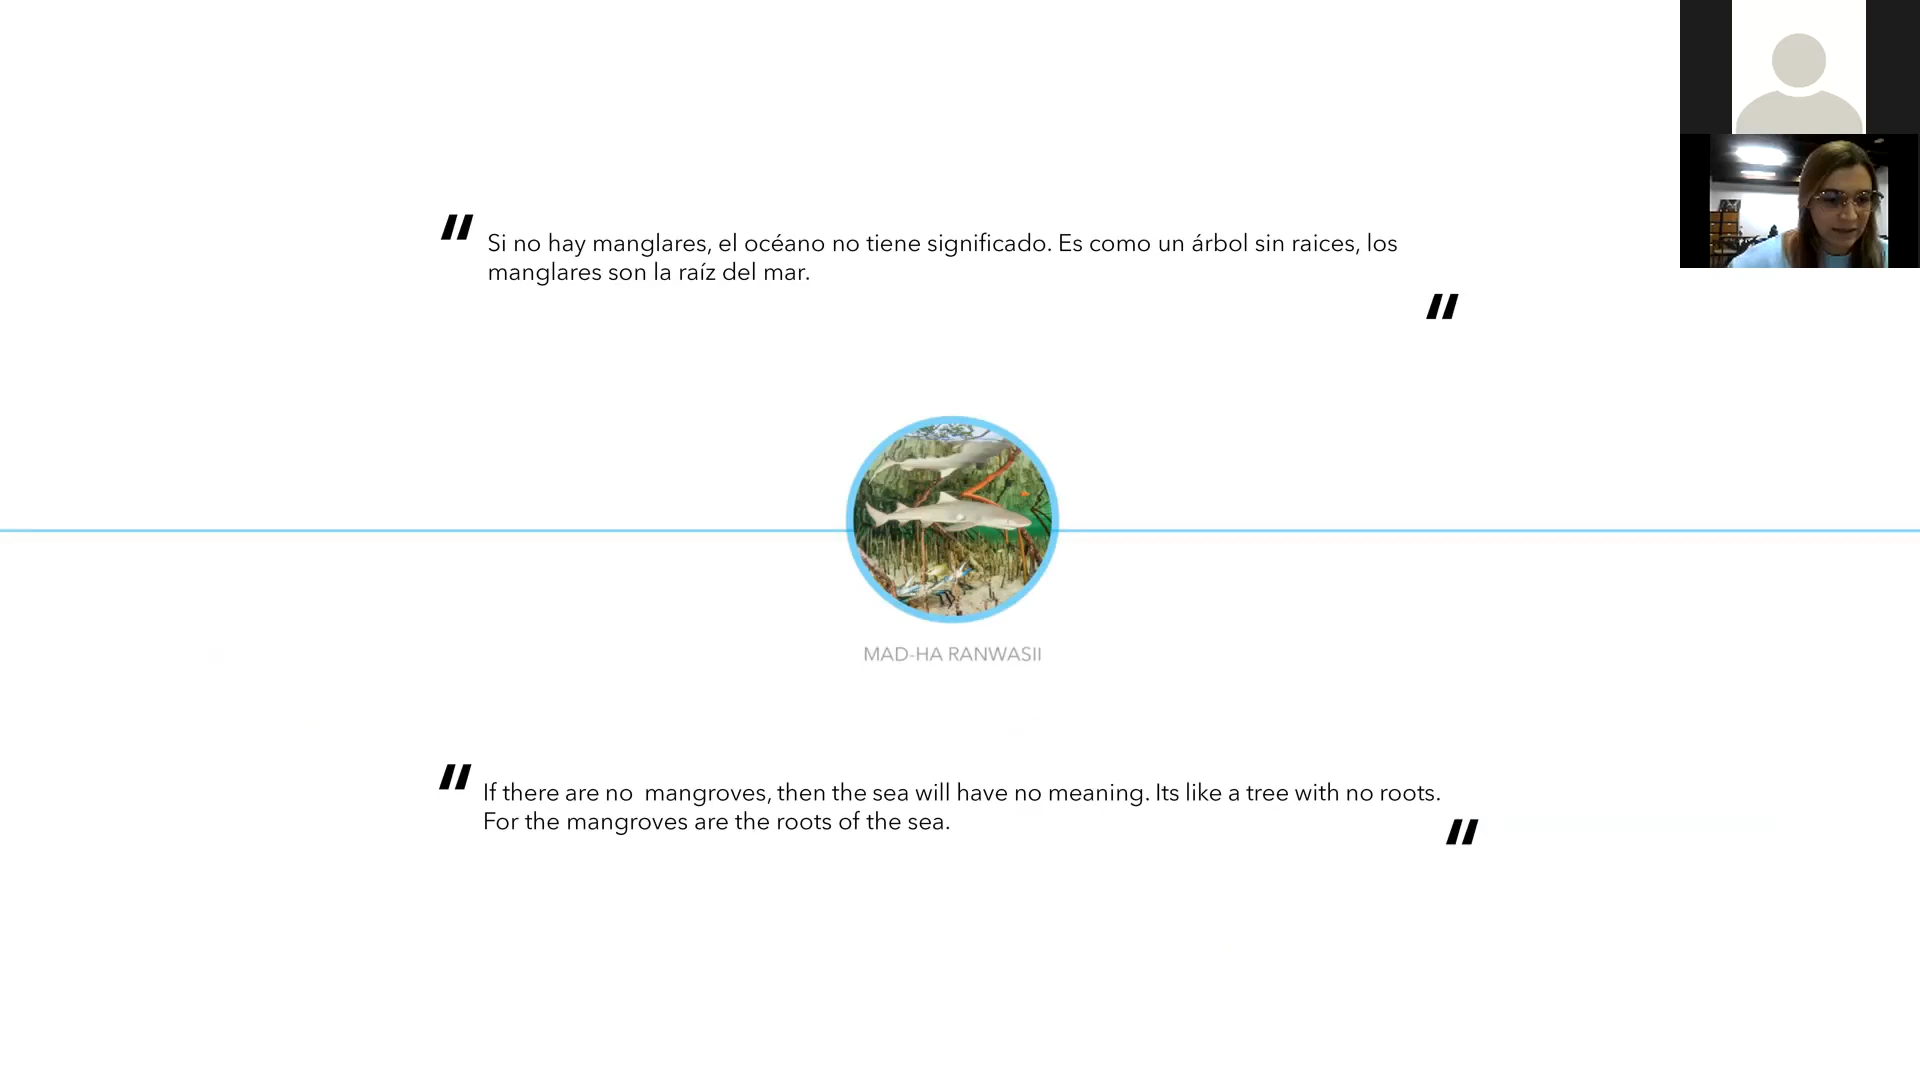 "
Si no hay manglares, el océano no tiene significado. Es como un árbol sin raices, los
manglares son la raíz del mar.
"
MAD-HA RANWASII
"
If there are no  mangroves, then the sea will have no meaning. Its like a tree with no roots.
For the mangroves are the roots of the sea.
"